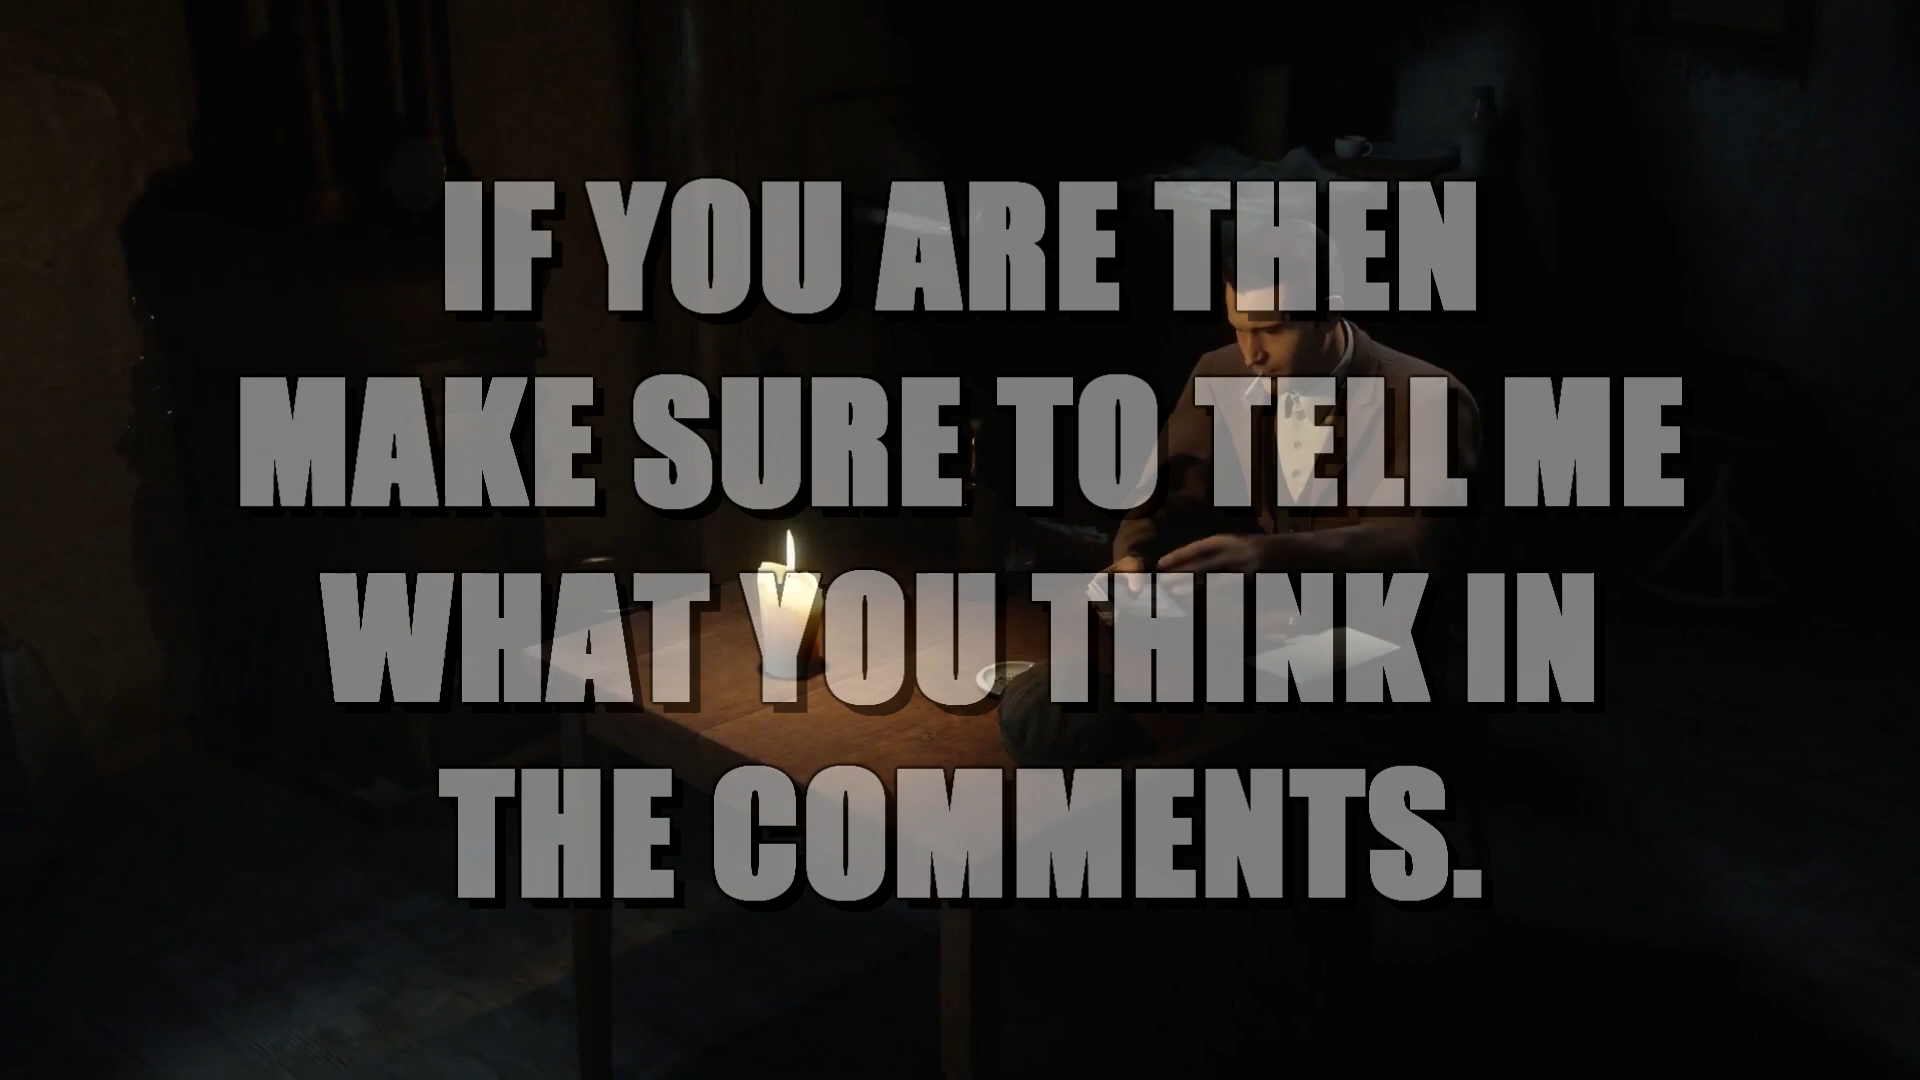 IF YOU ARE THEN
MAKE SURE TO TELL ME
WHAT YOU THINK IN
THE COMMENTS.